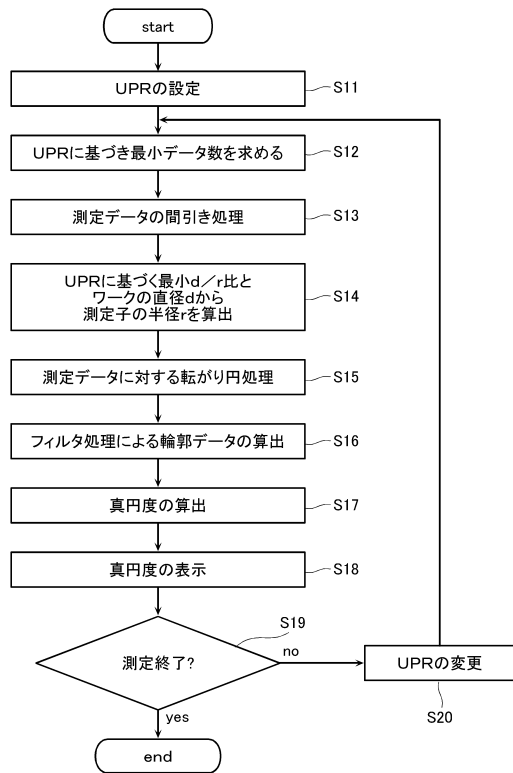 start
UPRの設定
S11
UPRに基づき最小データ数を求める
S12
測定データの間引き処理
S13
UPRに基づく最小d／r比と
ワークの直径dから
測定子の半径rを算出
S14
測定データに対する転がり円処理
S15
フィルタ処理による輪郭データの算出
S16
真円度の算出
S17
真円度の表示
S18
測定終了?
S19
no
UPRの変更
S20
yes
end